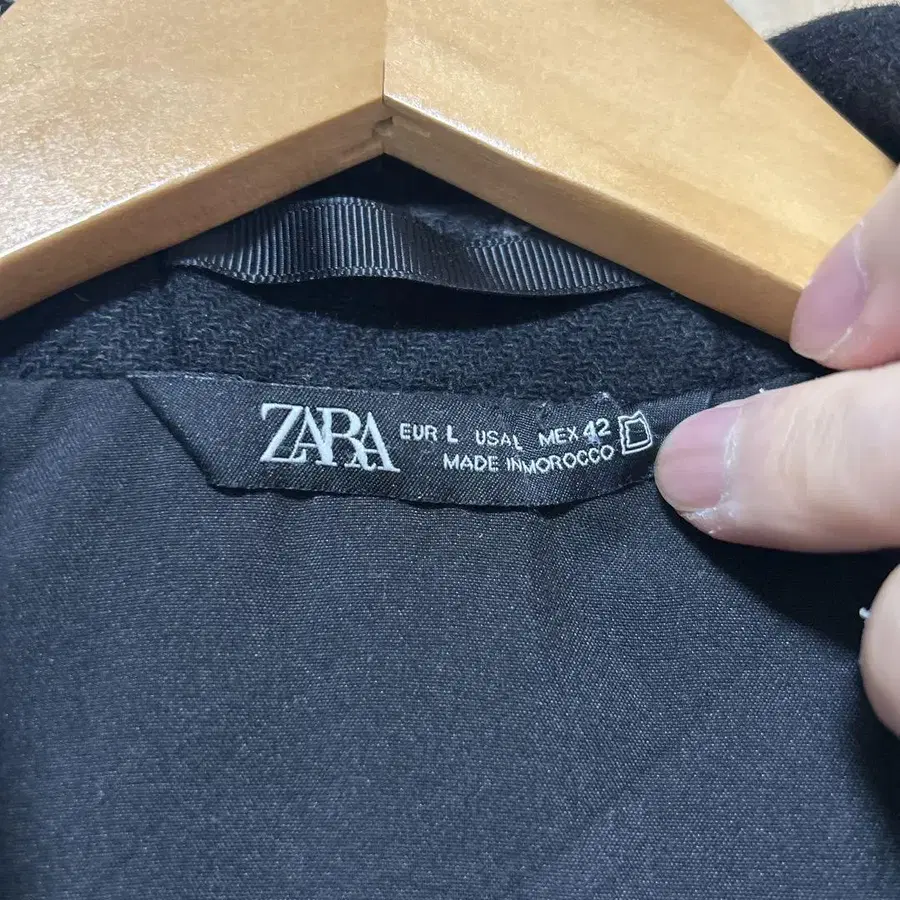 ZARA EUR L USA L MEX 42
MADE IN MOROCCO